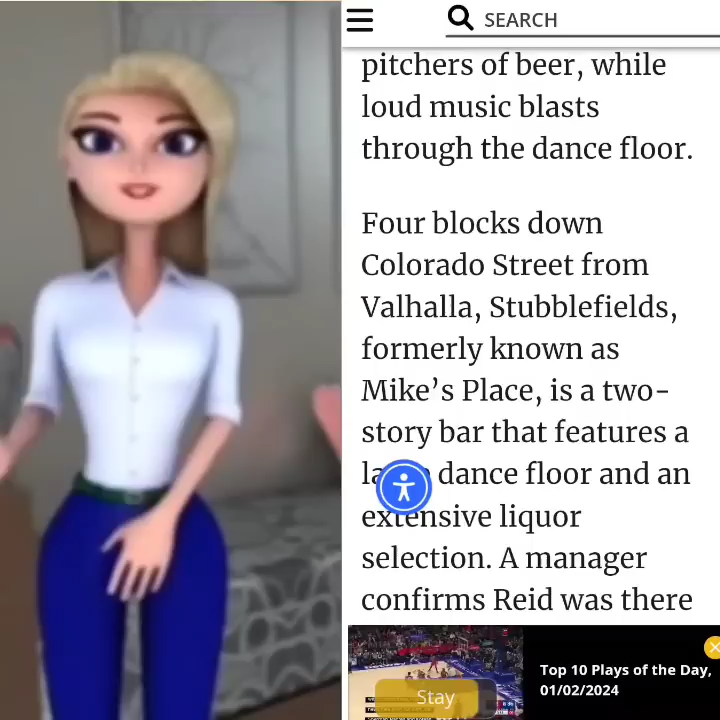 SEARCH
pitchers of beer, while
loud music blasts
through the dance floor.
Four blocks down
Colorado Street from
Valhalla, Stubblefields,
formerly known as
Mike’s Place, is a two-
story bar that features a
dance floor and an
extensive liquor
selection. A manager
confirms Reid was there
Top 10 Plays of the Day,
01/02/2024
Stay